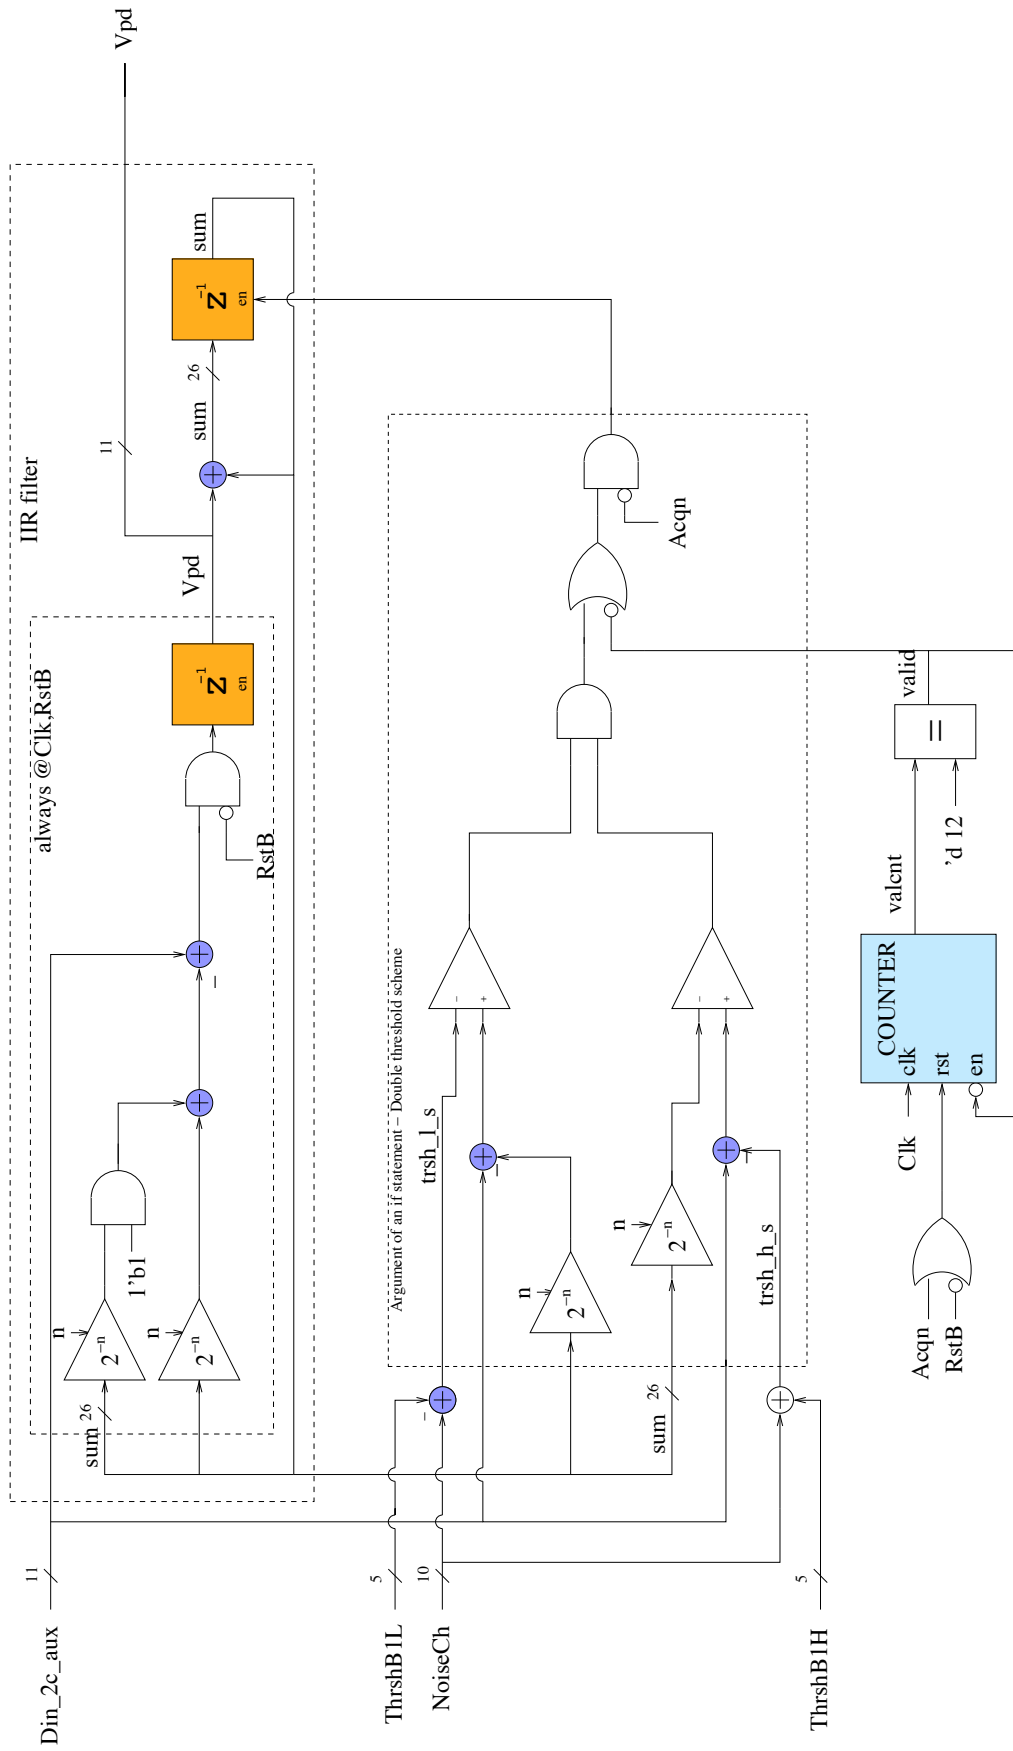 Vpd
IIR filter
11
sum
z⁻¹
en
26
sum
Vpd
always @Clk,RstB
z⁻¹
en
RstB
1'b1
n
2⁻ⁿ
n
2⁻ⁿ
sum
26
–
11
Din_2c_aux
Argument of an if statement – Double threshold scheme
Acqn
–
+
–
+
trsh_l_s
–
n
2⁻ⁿ
n
2⁻ⁿ
trsh_h_s
–
sum
26
-
5
ThrshB1L
10
NoiseCh
5
ThrshB1H
valid
=
'd 12
valcnt
COUNTER
clk
rst
en
Clk
Acqn
RstB